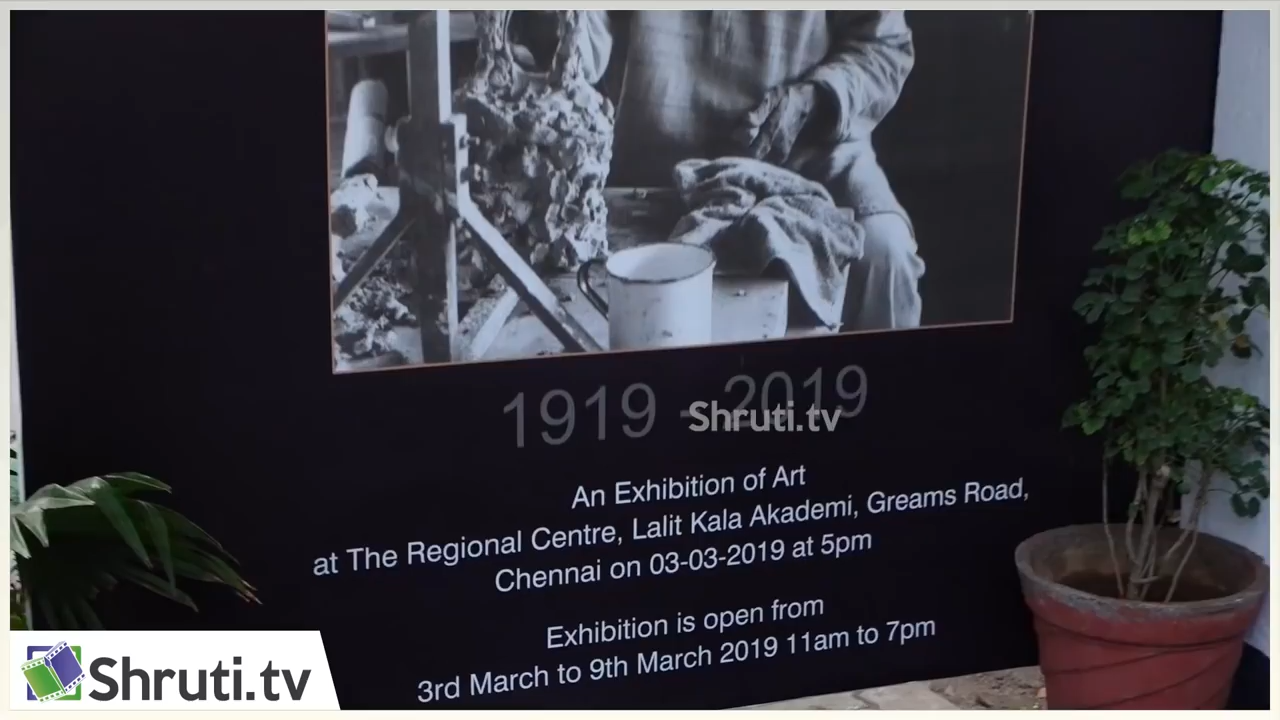 1919 - 2019
Shruti.tv
An Exhibition of Art
at The Regional Centre, Lalit Kala Akademi, Greams Road,
Chennai on 03-03-2019 at 5pm
Exhibition is open from
3rd March to 9th March 2019 11am to 7pm
Shruti.tv